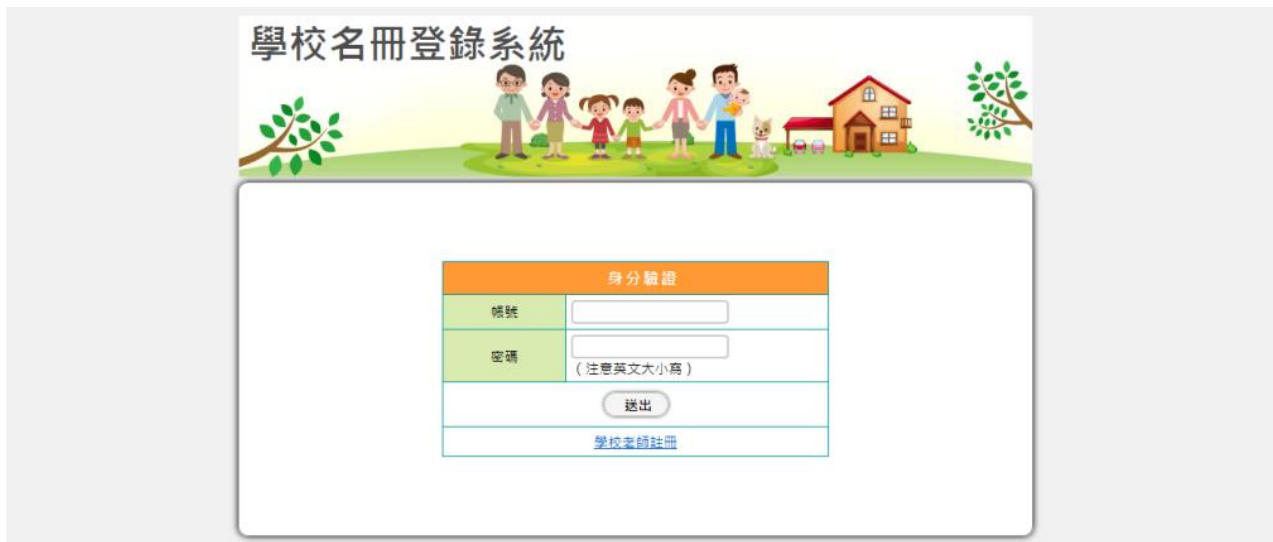 學校名冊登錄系統
身分驗證
帳號
密碼
(注意英文大小寫)
送出
學校老師註冊